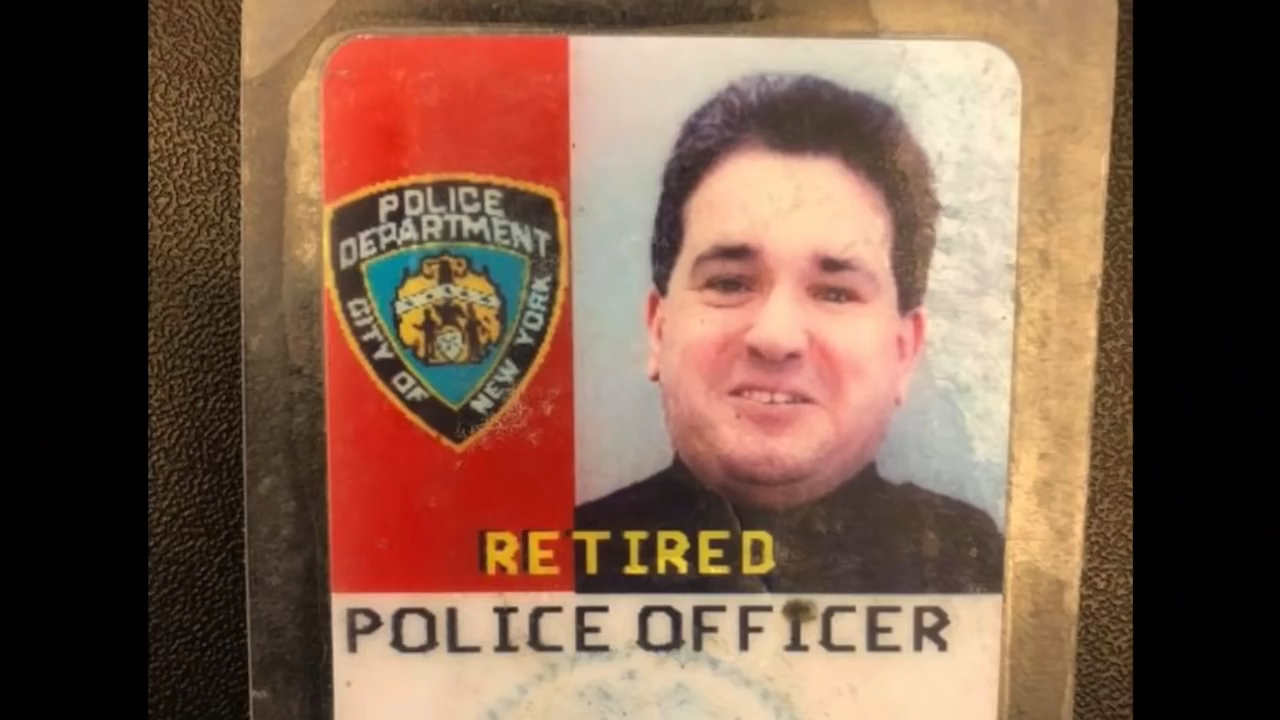 POLICE
DEPARTMENT
CITY OF
NEW YORK
RETIRED
POLICE OFFICER